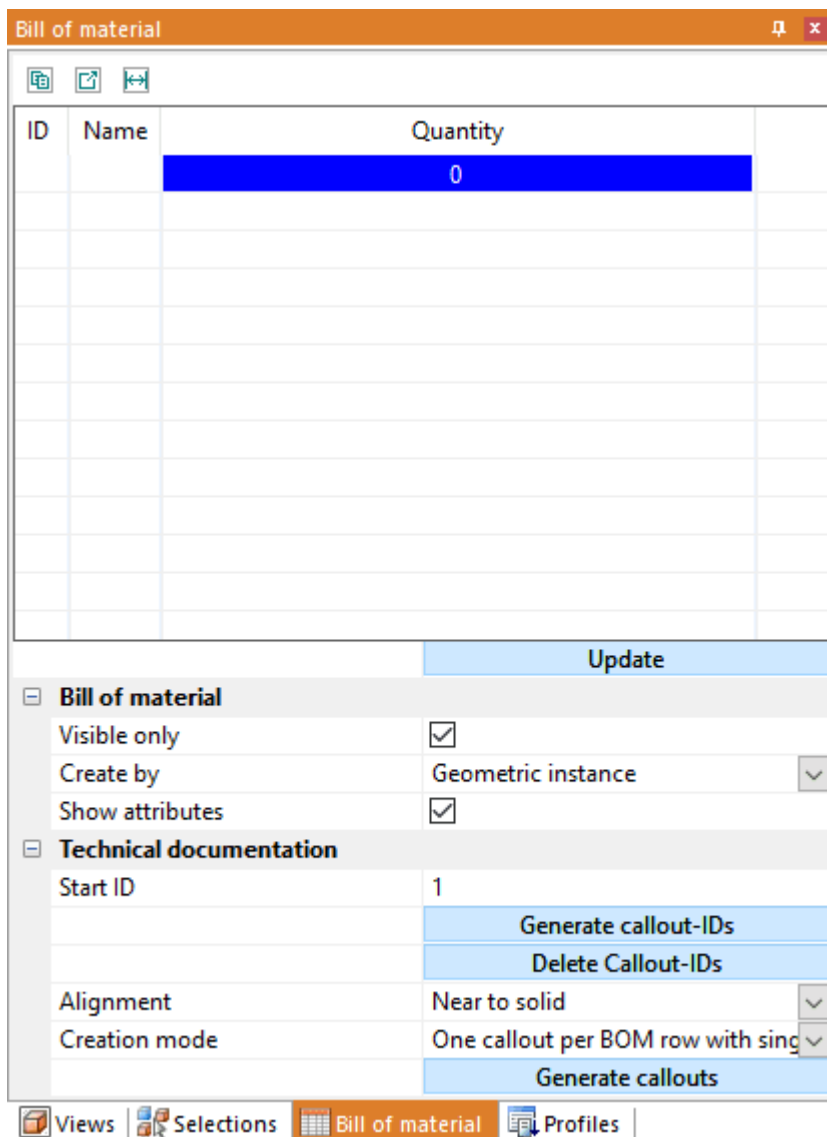 Bill of material
ID Name Quantity
0
Update
Bill of material
Visible only
Create by Geometric instance
Show attributes
Technical documentation
Start ID 1
Generate callout-IDs
Delete Callout-IDs
Alignment Near to solid
Creation mode One callout per BOM row with sing
Generate callouts
Views Selections Bill of material Profiles